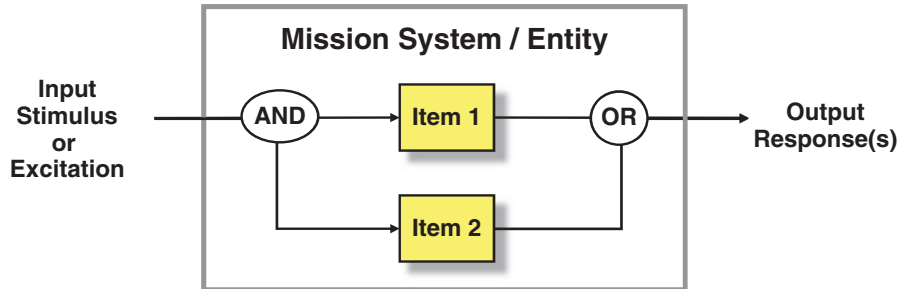 Mission System / Entity
Input
Stimulus
or
Excitation
AND
Item 1
OR
Output
Response(s)
Item 2